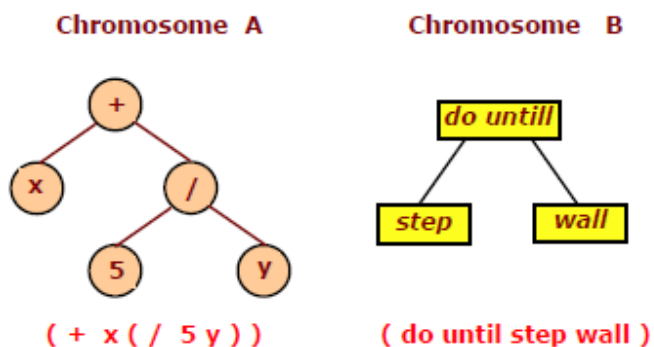 Chromosome A
Chromosome B
+
do untill
x
/
step
wall
5
y
( + x ( / 5 y ) )
( do until step wall )